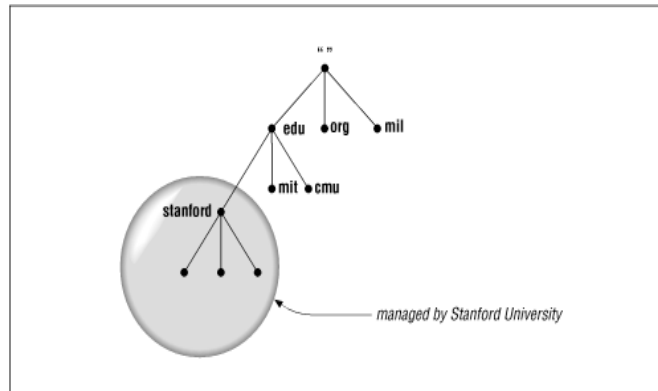 “ ”
edu org mil
mit cmu
stanford
managed by Stanford University